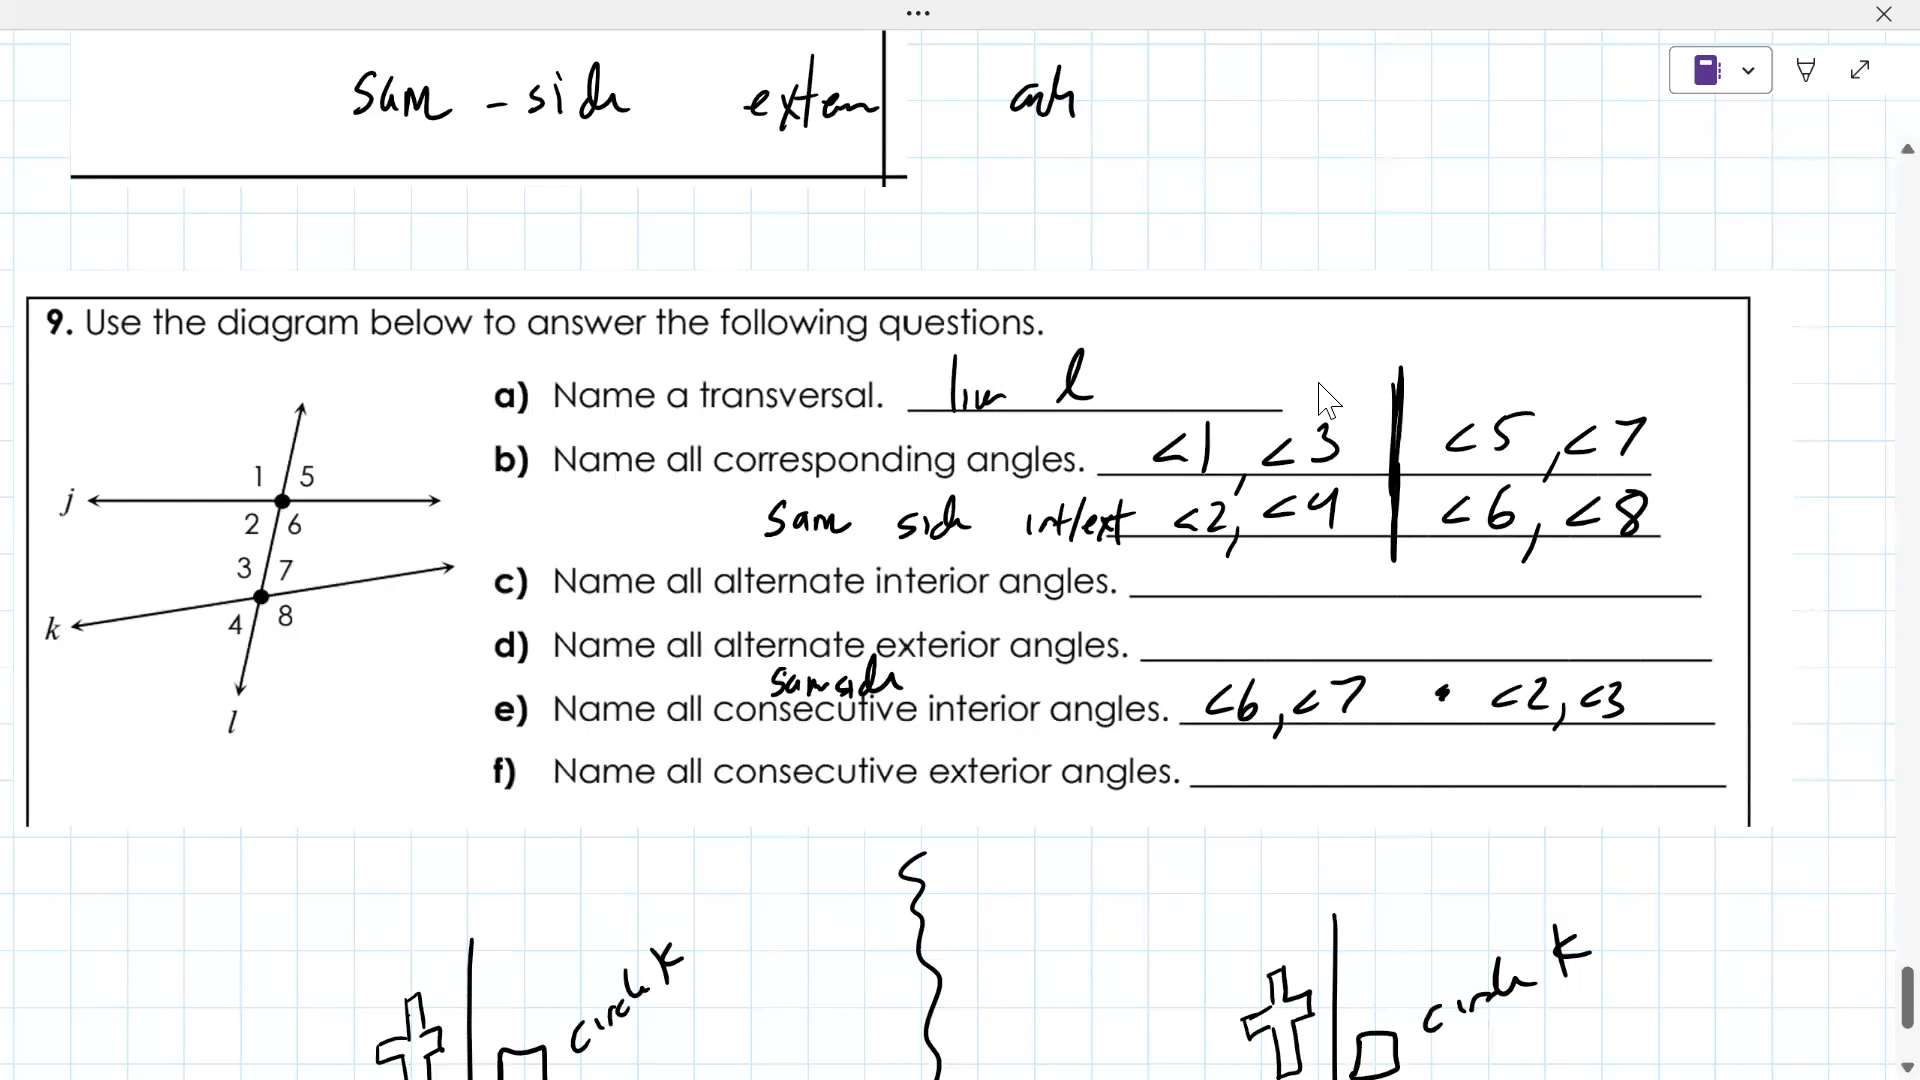 sam - side exten
9. Use the diagram below to answer the following questions.
a) Name a transversal. line l
b) Name all corresponding angles. <1, <3 | <5, <7
sam side int/ext <2, <4 | <6, <8
c) Name all alternate interior angles.
d) Name all alternate exterior angles.
sam side
e) Name all consecutive interior angles. <6, <7 • <2, <3
f) Name all consecutive exterior angles.
1 5
j
2 6
3 7
k 4 8
l
circle K
circle K